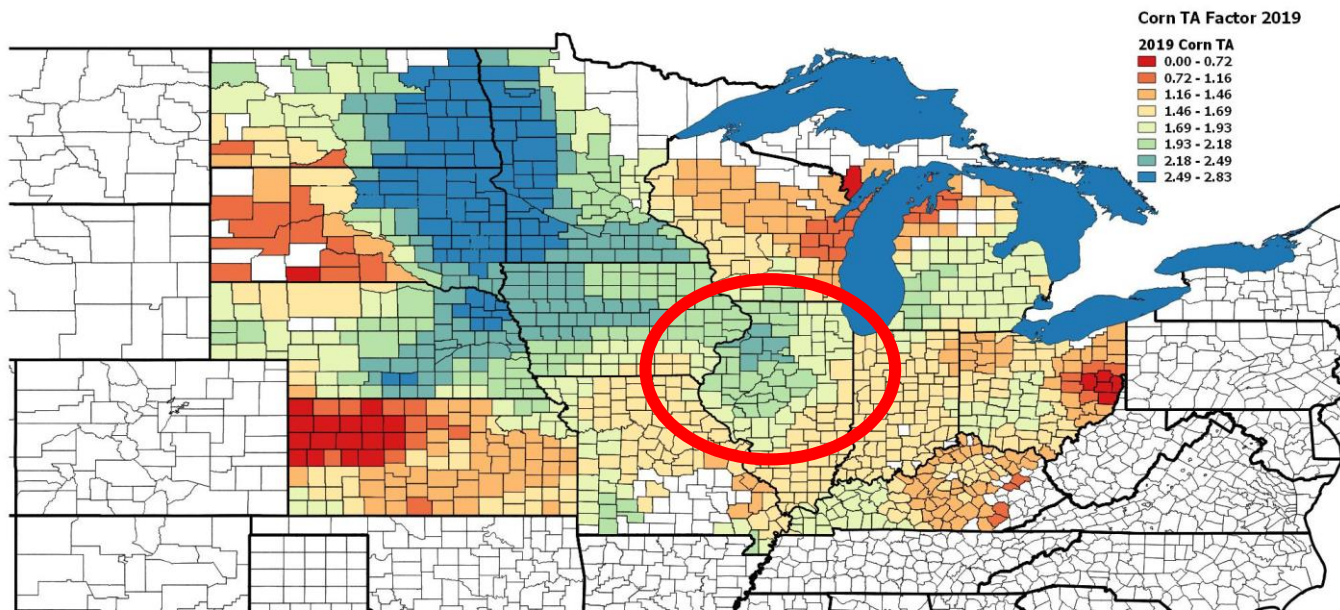 Corn TA Factor 2019
2019 Corn TA
0.00 - 0.72
0.72 - 1.16
1.16 - 1.46
1.46 - 1.69
1.69 - 1.93
1.93 - 2.18
2.18 - 2.49
2.49 - 2.83